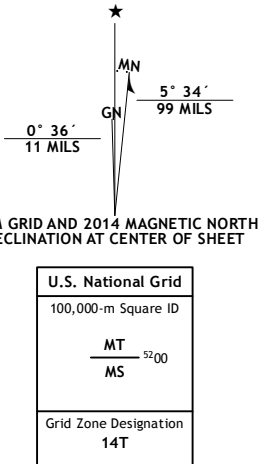 ★
MN
GN
5° 34´
99 MILS
0° 36´
11 MILS
GRID AND 2014 MAGNETIC NORTH
ECLINATION AT CENTER OF SHEET
U.S. National Grid
100,000-m Square ID
MT
5200
MS
Grid Zone Designation
14T